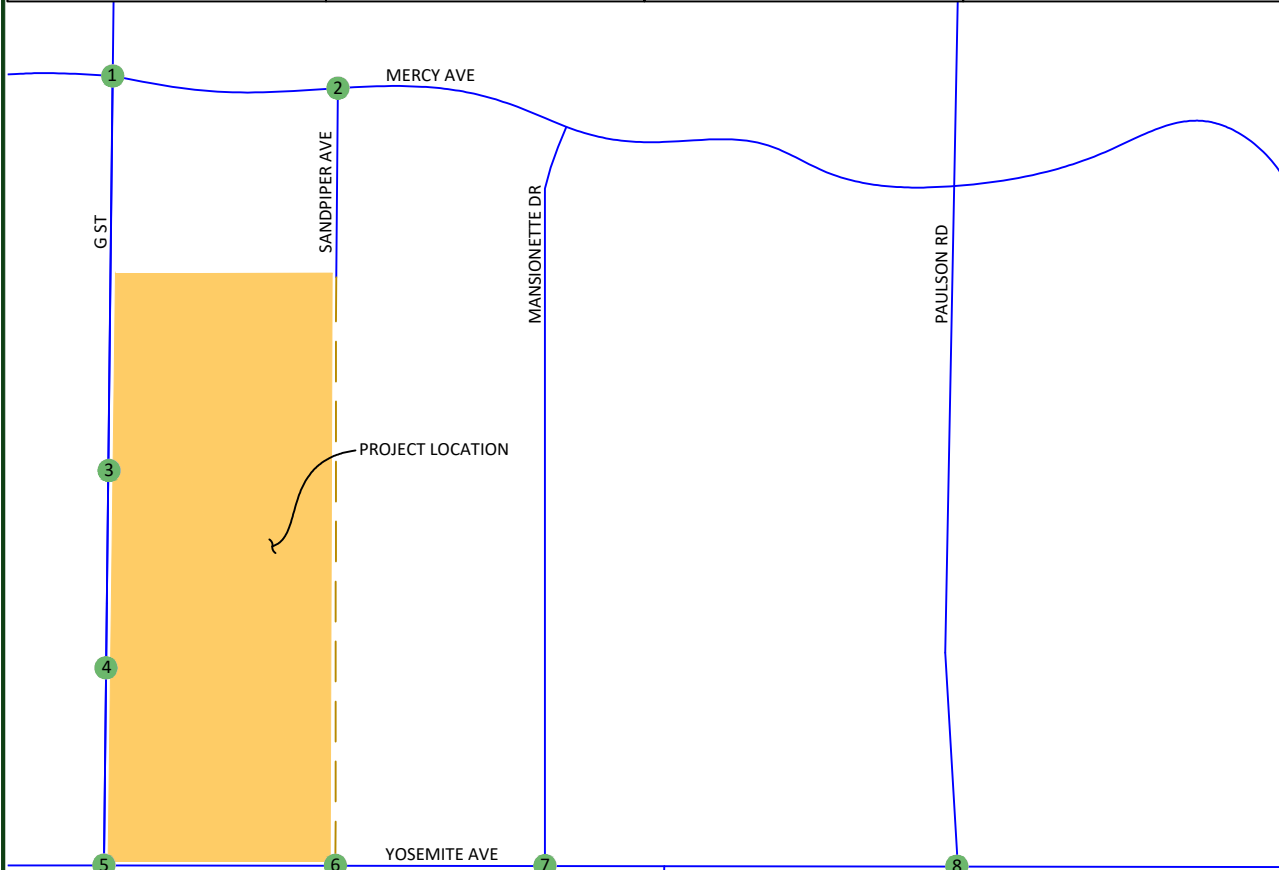 1
2
MERCY AVE
SANDPIPER AVE
G ST
MANSIONETTE DR
PAULSON RD
PROJECT LOCATION
3
4
YOSEMITE AVE
5
6
7
8